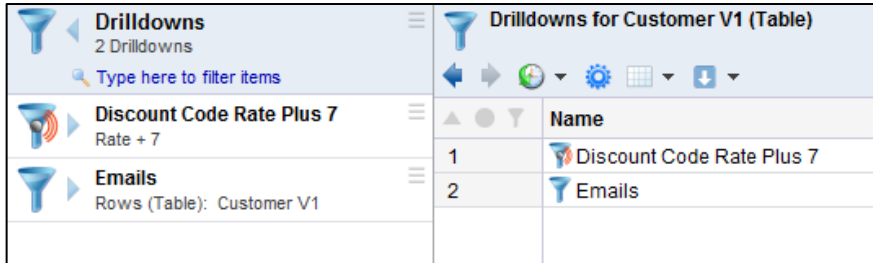 Drilldowns
2 Drilldowns
Type here to filter items
Discount Code Rate Plus 7
Rate + 7
Emails
Rows (Table): Customer V1
Drilldowns for Customer V1 (Table)
Name
1 Discount Code Rate Plus 7
2 Emails